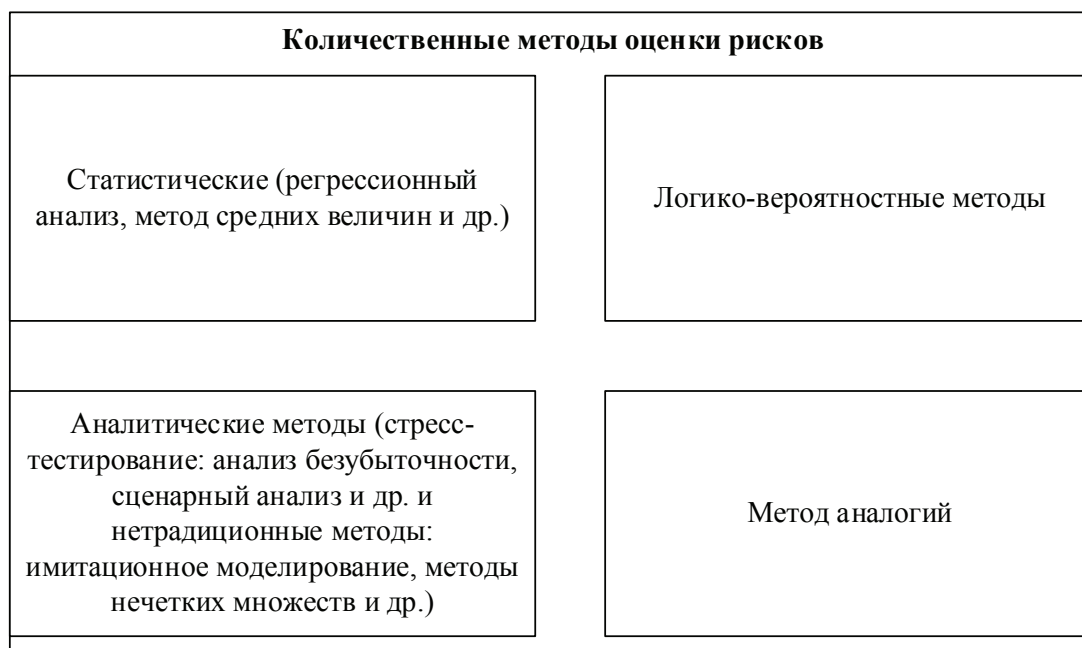 Количественные методы оценки рисков
Статистические (регрессионный
анализ, метод средних величин и др.)
Логико-вероятностные методы
Аналитические методы (стресс-
тестирование: анализ безубыточности,
сценарный анализ и др. и
нетрадиционные методы:
имитационное моделирование, методы
нечетких множеств и др.)
Метод аналогий